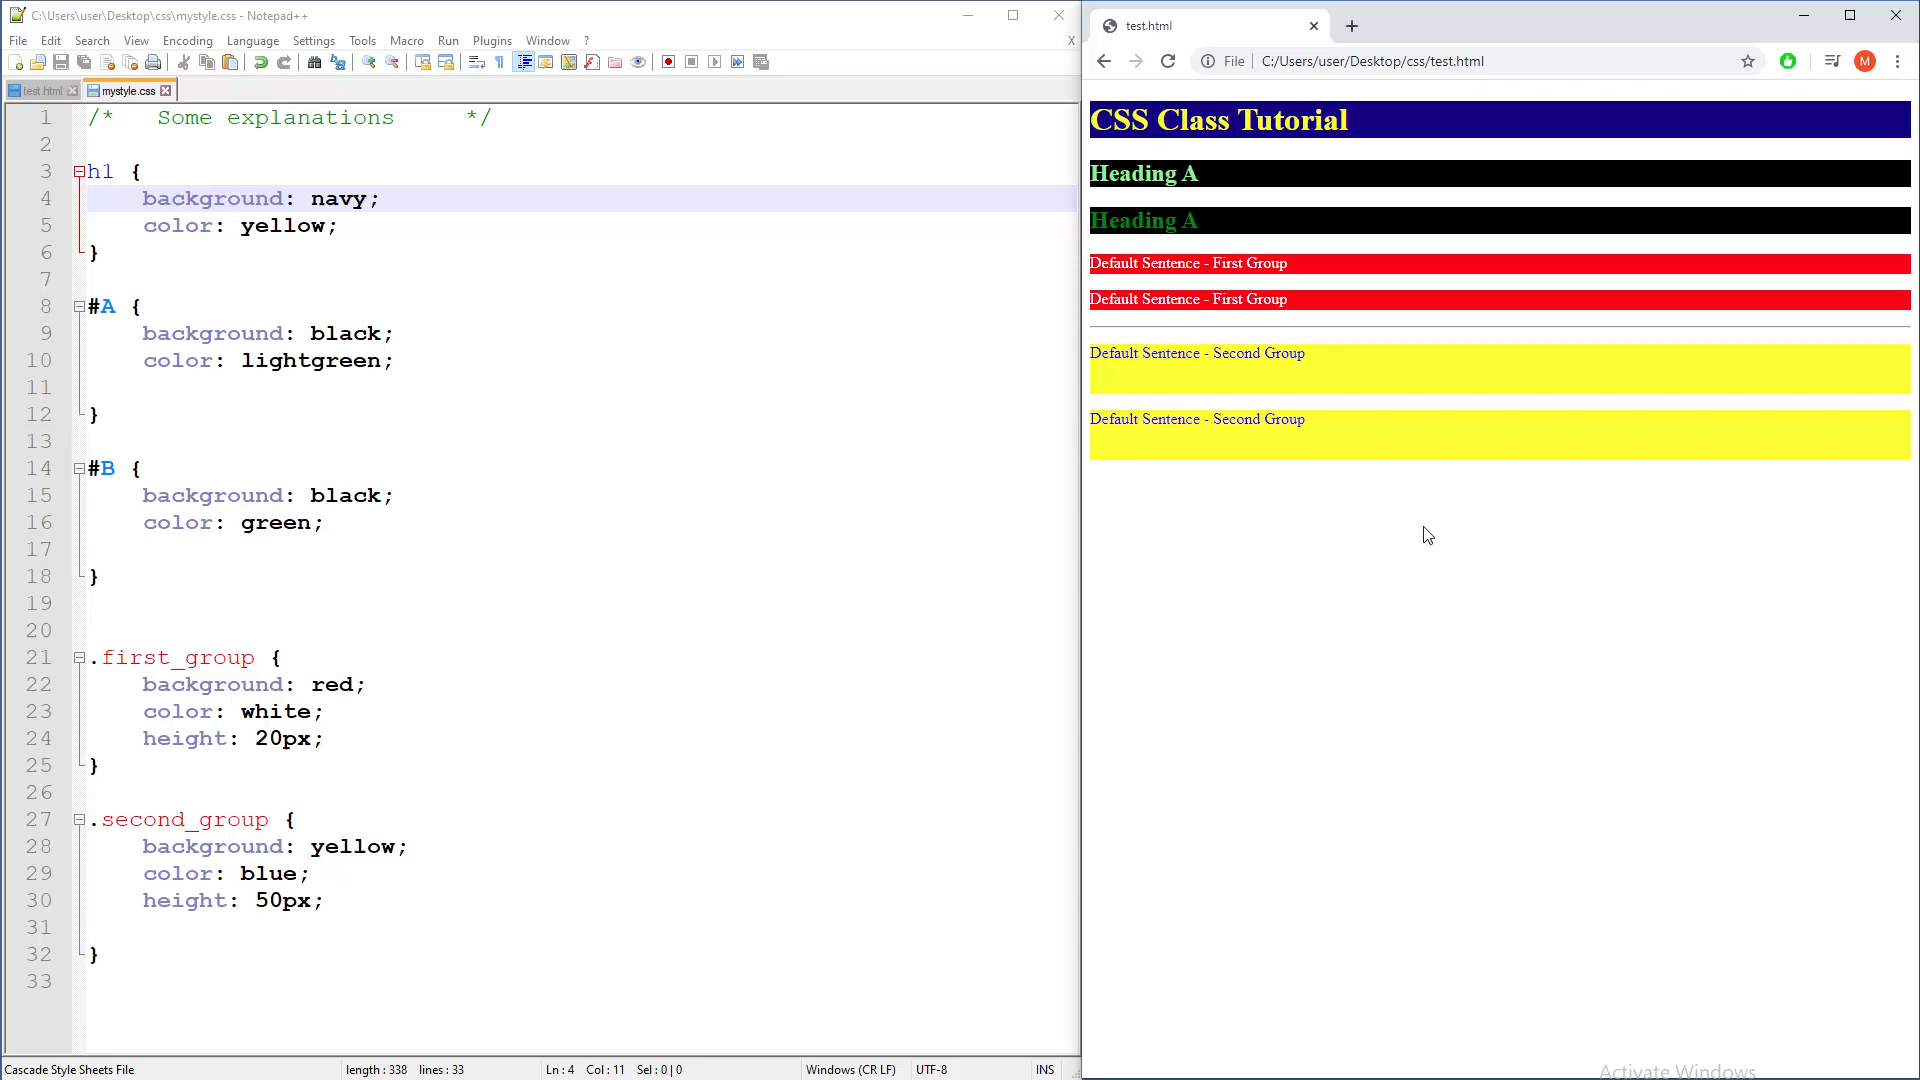 C:\Users\user\Desktop\css\mystyle.css - Notepad++
File Edit Search View Encoding Language Settings Tools Macro Run Plugins Window ? X
test.html mystyle.css
1 /* Some explanations */
2
3 h1 {
4 background: navy;
5 color: yellow;
6 }
7
8 #A {
9 background: black;
10 color: lightgreen;
11
12 }
13
14 #B {
15 background: black;
16 color: green;
17
18 }
19
20
21 .first_group {
22 background: red;
23 color: white;
24 height: 20px;
25 }
26
27 .second_group {
28 background: yellow;
29 color: blue;
30 height: 50px;
31
32 }
33
Cascade Style Sheets File length : 338 lines : 33 Ln : 4 Col : 11 Sel : 0 | 0 Windows (CR LF) UTF-8 INS
test.html
File C:/Users/user/Desktop/css/test.html M
CSS Class Tutorial
Heading A
Heading A
Default Sentence - First Group
Default Sentence - First Group
Default Sentence - Second Group
Default Sentence - Second Group
Activate Windows